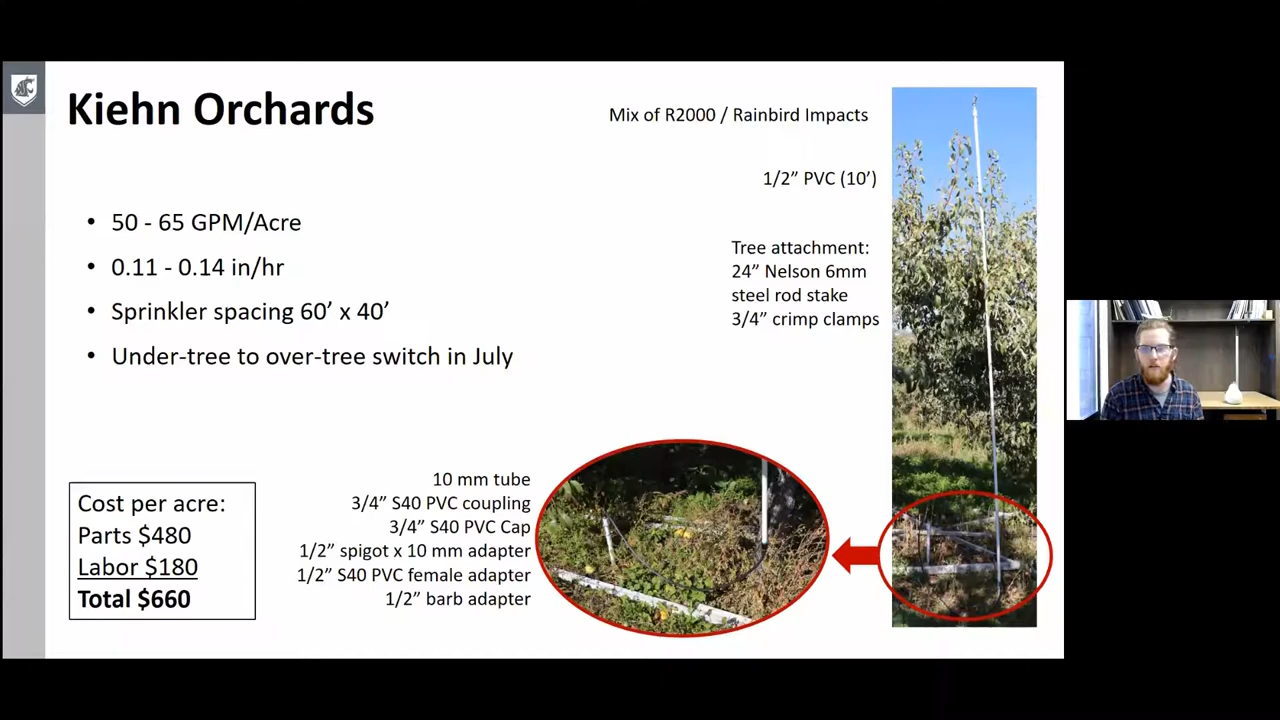 Kiehn Orchards
Mix of R2000 / Rainbird Impacts
1/2” PVC (10’)
• 50 - 65 GPM/Acre
• 0.11 - 0.14 in/hr
• Sprinkler spacing 60’ x 40’
• Under-tree to over-tree switch in July
Tree attachment:
24” Nelson 6mm
steel rod stake
3/4” crimp clamps
Cost per acre:
Parts $480
Labor $180
Total $660
10 mm tube
3/4” S40 PVC coupling
3/4” S40 PVC Cap
1/2” spigot x 10 mm adapter
1/2” S40 PVC female adapter
1/2” barb adapter